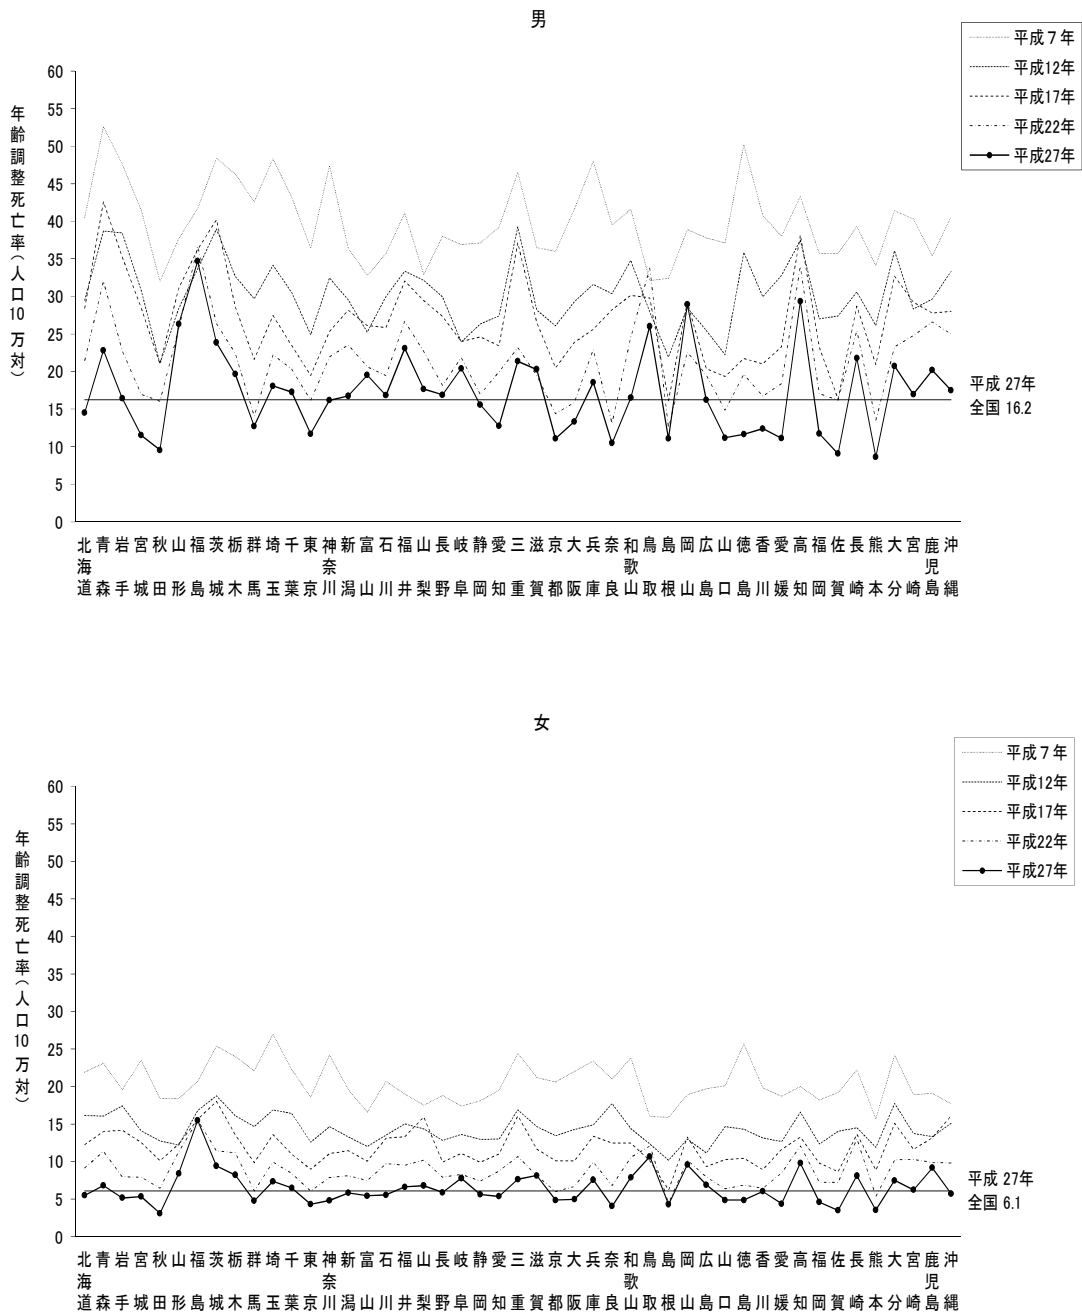 男
平成７年
平成12年
平成17年
平成22年
平成27年
年齢調整死亡率（人口10万対）
60
55
50
45
40
35
30
25
20
15
10
5
0
平成 27年
全国 16.2
北海道 青森 岩手 宮城 秋田 山形 福島 茨城 栃木 群馬 埼玉 千葉 東京 神奈川 新潟 富山 石川 福井 山梨 長野 岐阜 静岡 愛知 三重 滋賀 京都 大阪 兵庫 奈良 和歌山 鳥取 島根 岡山 広島 山口 徳島 香川 愛媛 高知 福岡 佐賀 長崎 熊本 大分 宮崎 鹿児島 沖縄
女
平成７年
平成12年
平成17年
平成22年
平成27年
年齢調整死亡率（人口10万対）
60
55
50
45
40
35
30
25
20
15
10
5
0
平成 27年
全国 6.1
北海道 青森 岩手 宮城 秋田 山形 福島 茨城 栃木 群馬 埼玉 千葉 東京 神奈川 新潟 富山 石川 福井 山梨 長野 岐阜 静岡 愛知 三重 滋賀 京都 大阪 兵庫 奈良 和歌山 鳥取 島根 岡山 広島 山口 徳島 香川 愛媛 高知 福岡 佐賀 長崎 熊本 大分 宮崎 鹿児島 沖縄